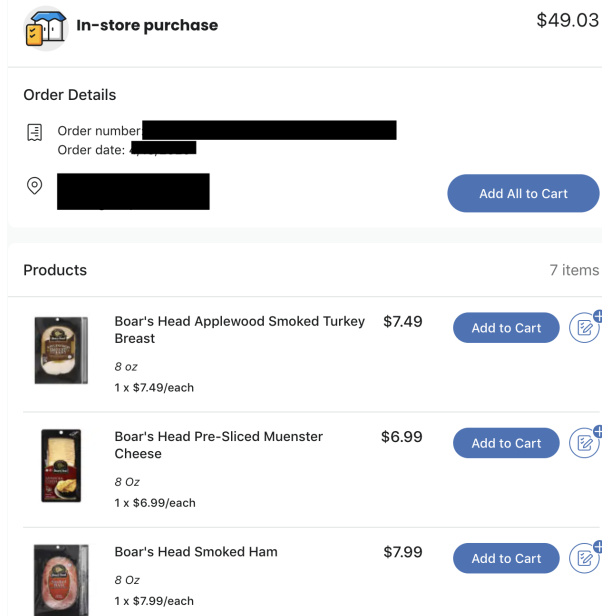 In-store purchase
$49.03
Order Details
Order number:
Order date:
Add All to Cart
Products
7 items
Boar's Head Applewood Smoked Turkey
Breast
$7.49
Add to Cart
8 oz
1 x $7.49/each
Boar's Head Pre-Sliced Muenster
Cheese
$6.99
Add to Cart
8 Oz
1 x $6.99/each
Boar's Head Smoked Ham
$7.99
Add to Cart
8 Oz
1 x $7.99/each